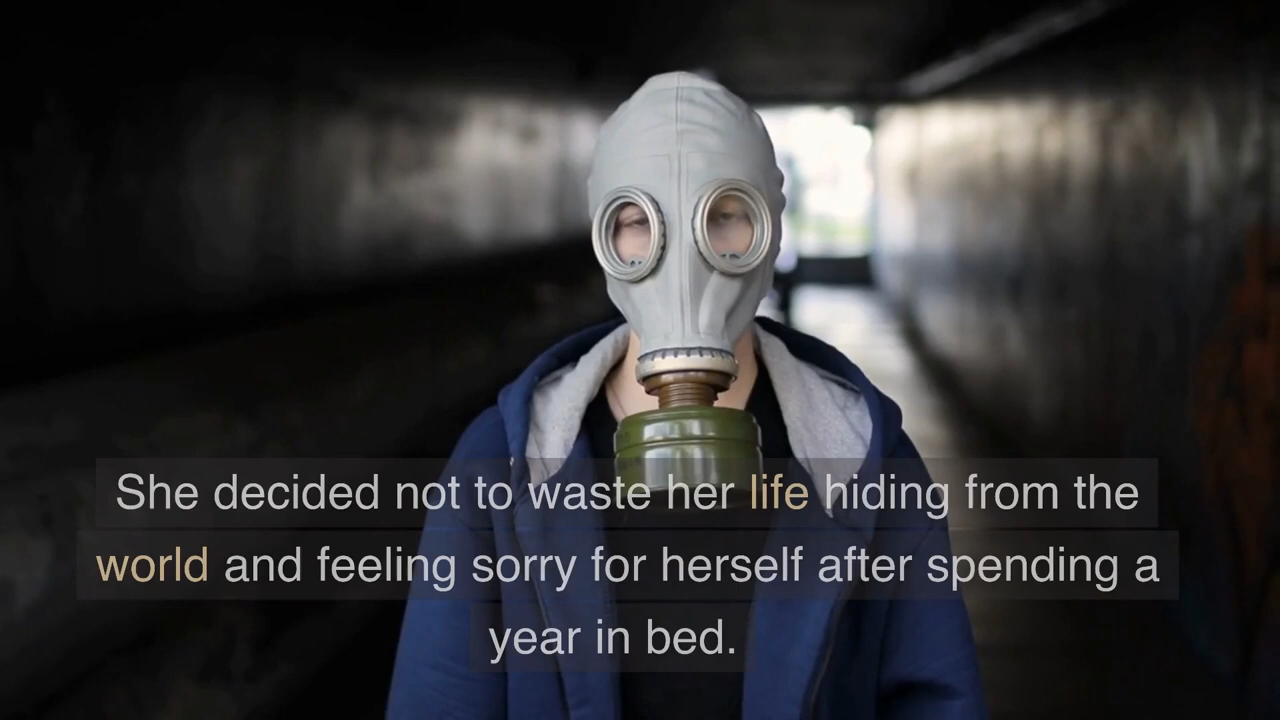 She decided not to waste her life hiding from the
world and feeling sorry for herself after spending a
year in bed.